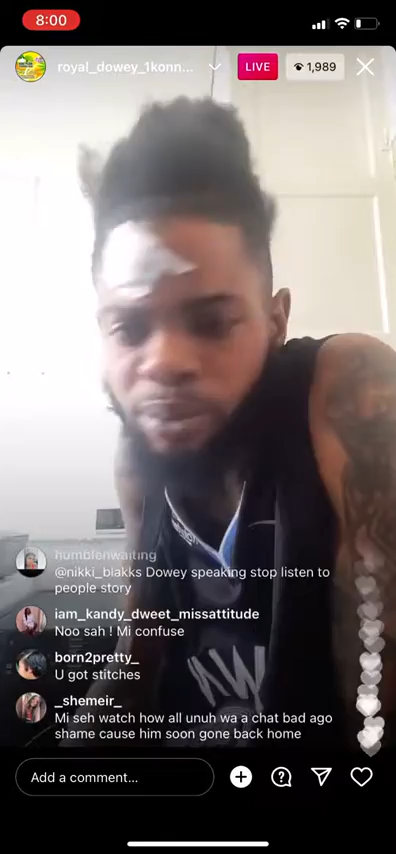 8:00
royal_dowey_1konn...
LIVE
1,989
humblenwaiting
@nikki_blakks Dowey speaking stop listen to
people story
iam_kandy_dweet_missattitude
Noo sah ! Mi confuse
born2pretty_
U got stitches
_shemeir_
Mi seh watch how all unuh wa a chat bad ago
shame cause him soon gone back home
Add a comment...